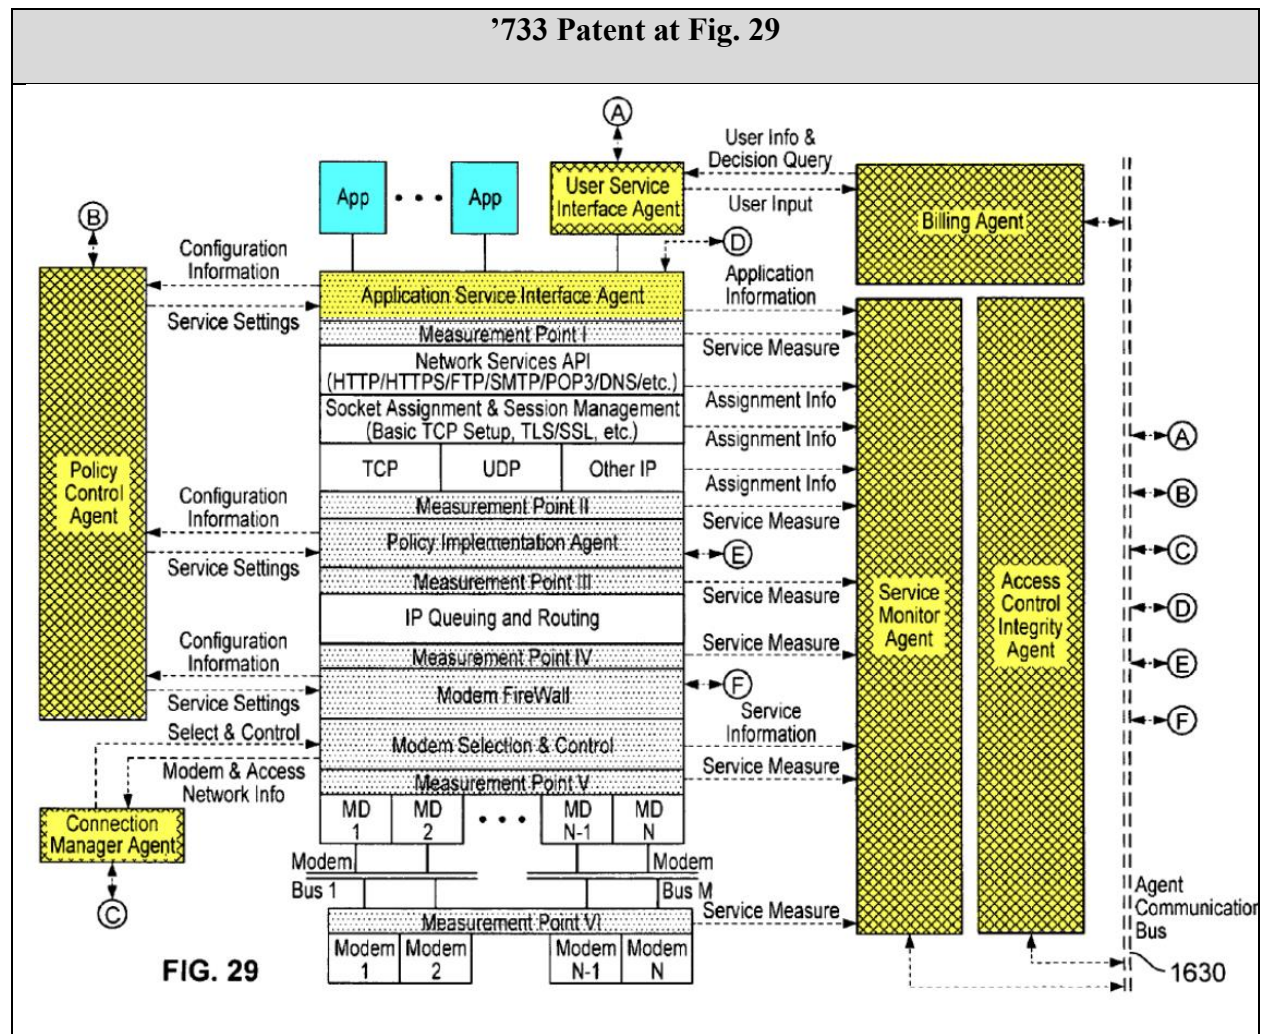 ’733 Patent at Fig. 29
A
User Info &
Decision Query
App
• • •
App
User Service
Interface Agent
User Input
Billing Agent
B
D
Configuration
Information
Application
Information
Application Service Interface Agent
Service Settings
Measurement Point I
Service Measure
Network Services API
(HTTP/HTTPS/FTP/SMTP/POP3/DNS/etc.)
Assignment Info
Socket Assignment & Session Management
(Basic TCP Setup, TLS/SSL, etc.)
Assignment Info
TCP
UDP
Other IP
Assignment Info
Policy
Control
Agent
Configuration
Information
Measurement Point II
Service Measure
Policy Implementation Agent
E
Service Settings
Measurement Point III
Service Measure
IP Queuing and Routing
Configuration
Information
Measurement Point IV
Service Measure
Modem FireWall
F
Service Settings
Service
Information
Select & Control
Modem Selection & Control
Modem & Access
Network Info
Measurement Point V
Service Measure
Service
Monitor
Agent
Access
Control
Integrity
Agent
A
B
C
D
E
F
Connection
Manager Agent
C
MD
1
MD
2
• • •
MD
N-1
MD
N
Modem
Bus 1
Modem
Bus M
Measurement Point VI
Service Measure
Modem
1
Modem
2
Modem
N-1
Modem
N
Agent
Communication
Bus
1630
FIG. 29